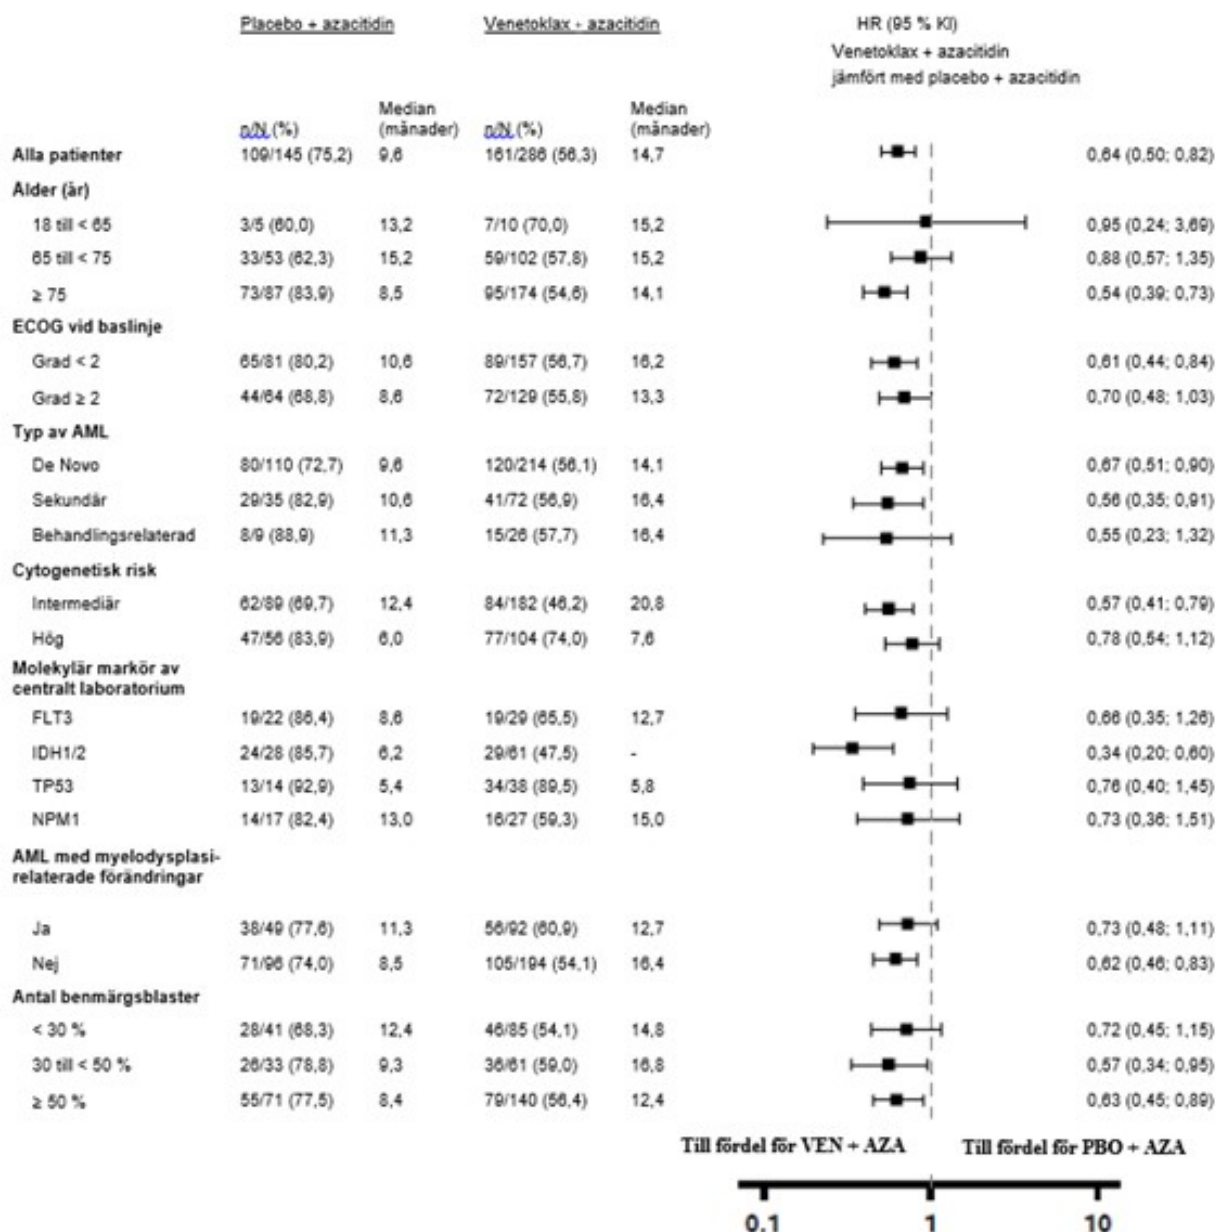 Placebo + azacitidin Venetoklax - azacitidin HR (95 % KI)
Venetoklax + azacitidin
jämfört med placebo + azacitidin
n/N (%) Median (månader) n/N (%) Median (månader)
Alla patienter 109/145 (75,2) 9,6 161/286 (56,3) 14,7 0,64 (0,50; 0,82)
Ålder (år)
18 till < 65 3/5 (60,0) 13,2 7/10 (70,0) 15,2 0,95 (0,24; 3,69)
65 till < 75 33/53 (62,3) 15,2 59/102 (57,8) 15,2 0,88 (0,57; 1,35)
≥ 75 73/87 (83,9) 8,5 95/174 (54,6) 14,1 0,54 (0,39; 0,73)
ECOG vid baslinje
Grad < 2 65/81 (80,2) 10,6 89/157 (56,7) 16,2 0,61 (0,44; 0,84)
Grad ≥ 2 44/64 (68,8) 8,6 72/129 (55,8) 13,3 0,70 (0,48; 1,03)
Typ av AML
De Novo 80/110 (72,7) 9,6 120/214 (56,1) 14,1 0,67 (0,51; 0,90)
Sekundär 29/35 (82,9) 10,6 41/72 (56,9) 16,4 0,56 (0,35; 0,91)
Behandlingsrelaterad 8/9 (88,9) 11,3 15/26 (57,7) 16,4 0,55 (0,23; 1,32)
Cytogenetisk risk
Intermediär 62/89 (69,7) 12,4 84/182 (46,2) 20,8 0,57 (0,41; 0,79)
Hög 47/56 (83,9) 6,0 77/104 (74,0) 7,6 0,78 (0,54; 1,12)
Molekylär markör av
centralt laboratorium
FLT3 19/22 (86,4) 8,6 19/29 (65,5) 12,7 0,66 (0,35; 1,26)
IDH1/2 24/28 (85,7) 6,2 29/61 (47,5) - 0,34 (0,20; 0,60)
TP53 13/14 (92,9) 5,4 34/38 (89,5) 5,8 0,76 (0,40; 1,45)
NPM1 14/17 (82,4) 13,0 16/27 (59,3) 15,0 0,73 (0,36; 1,51)
AML med myelodysplasi-
relaterade förändringar
Ja 38/49 (77,6) 11,3 56/92 (60,9) 12,7 0,73 (0,48; 1,11)
Nej 71/96 (74,0) 8,5 105/194 (54,1) 16,4 0,62 (0,46; 0,83)
Antal benmärgsblaster
< 30 % 28/41 (68,3) 12,4 46/85 (54,1) 14,8 0,72 (0,45; 1,15)
30 till < 50 % 26/33 (78,8) 9,3 36/61 (59,0) 16,8 0,57 (0,34; 0,95)
≥ 50 % 55/71 (77,5) 8,4 79/140 (56,4) 12,4 0,63 (0,45; 0,89)
Till fördel för VEN + AZA Till fördel för PBO + AZA
0.1 1 10